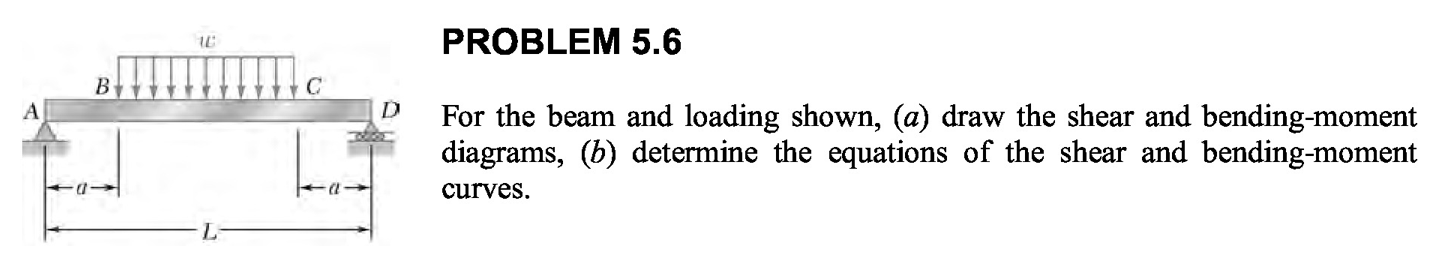 PROBLEM 5.6
For the beam and loading shown, (a) draw the shear and bending-moment
diagrams, (b) determine the equations of the shear and bending-moment
curves.
w
B
C
A
D
a
a
L